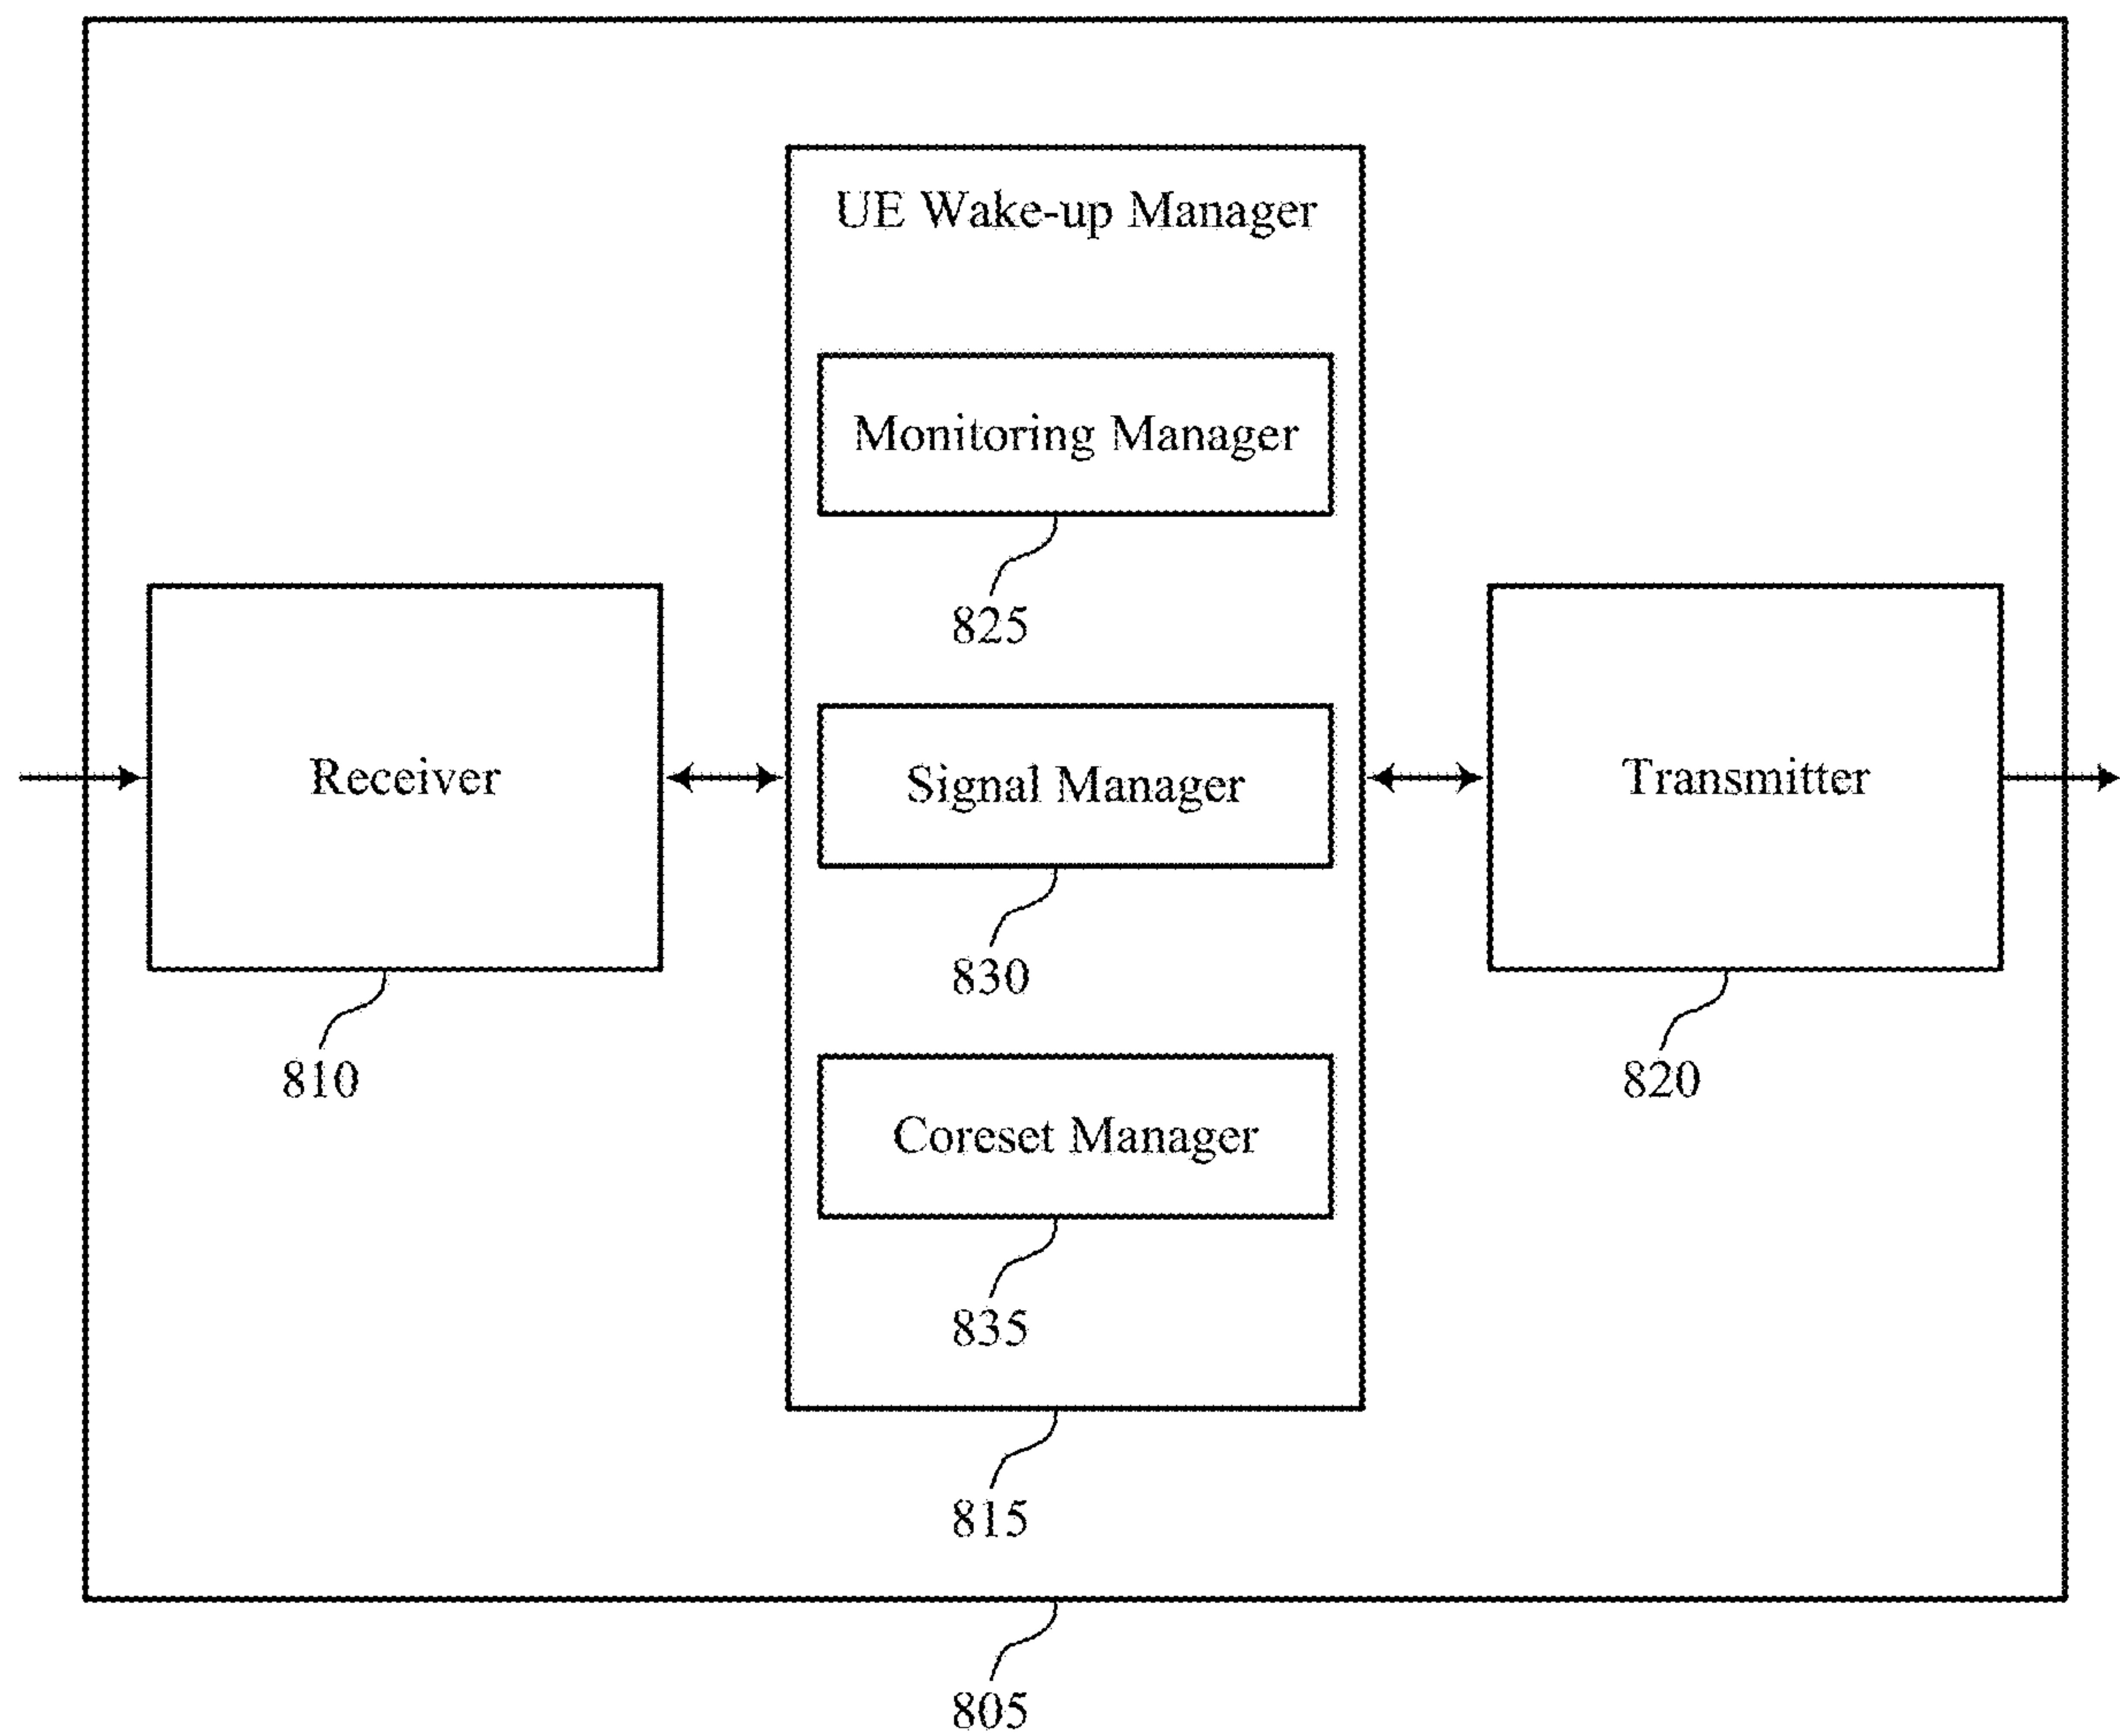 UE Wake-up Manager
Monitoring Manager
825
Receiver
Signal Manager
Transmitter
830
810
820
Coreset Manager
835
815
805